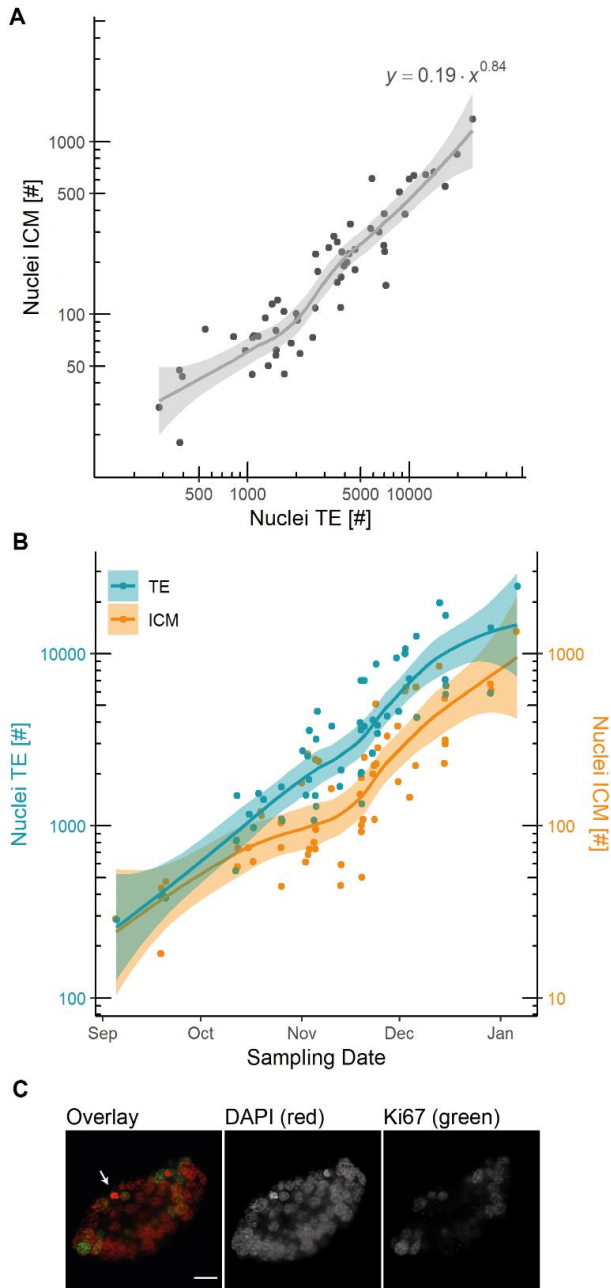 A
y = 0.19 · x^0.84
1000
500
100
50
Nuclei ICM [#]
500 1000 5000 10000
Nuclei TE [#]
B
TE
ICM
10000
1000
100
Nuclei TE [#]
1000
100
10
Nuclei ICM [#]
Sep Oct Nov Dec Jan
Sampling Date
C
Overlay DAPI (red) Ki67 (green)